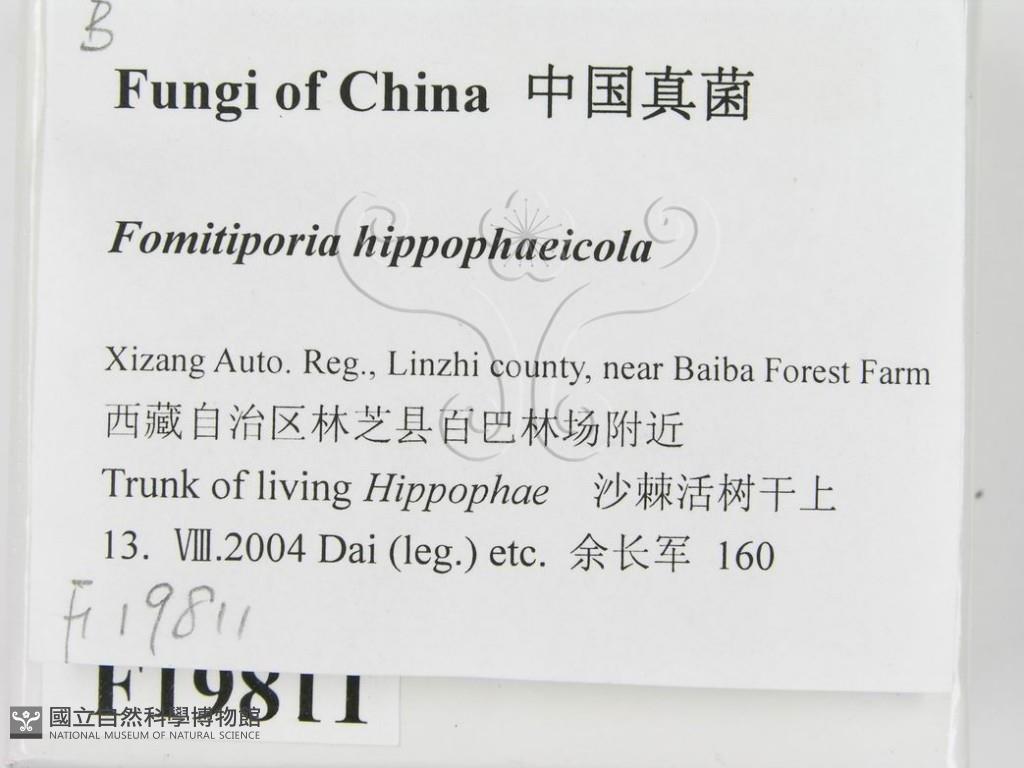 B
Fungi of China 中国真菌
Fomitiporia hippophaeicola
Xizang Auto. Reg., Linzhi county, near Baiba Forest Farm
西藏自治区林芝县百巴林场附近
Trunk of living Hippophae 沙棘活树干上
13. Ⅷ.2004 Dai (leg.) etc. 余长军 160
F19811
F19811
國立自然科學博物館
NATIONAL MUSEUM OF NATURAL SCIENCE